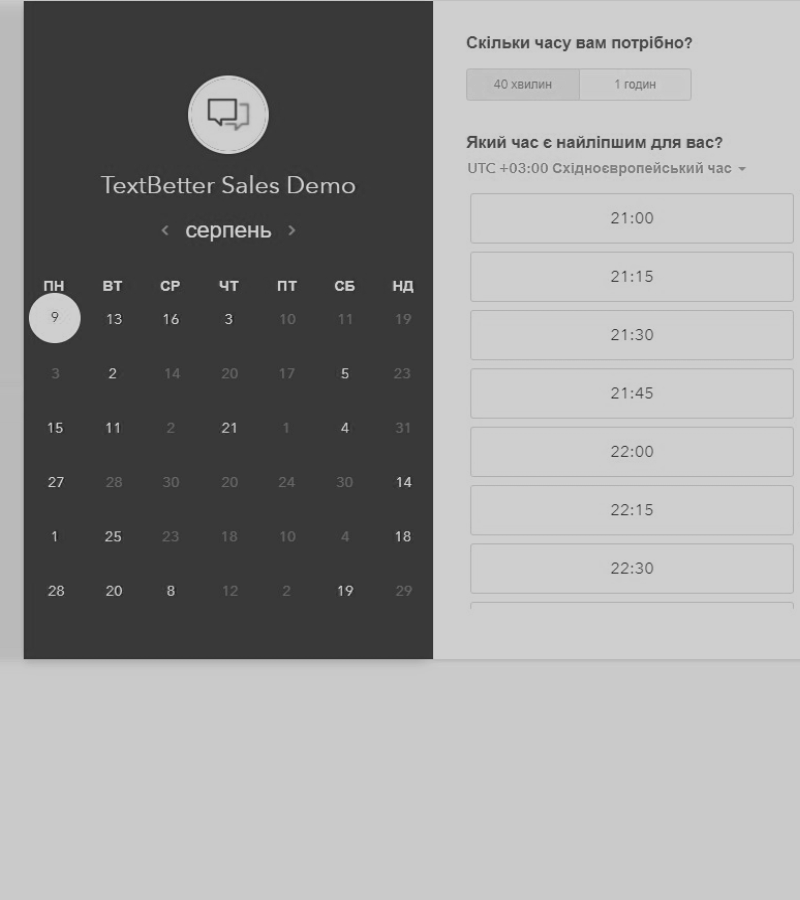 TextBetter Sales Demo
‹ серпень ›
ПН ВТ СР ЧТ ПТ СБ НД
9 13 16 3 10 11 19
3 2 14 20 17 5 23
15 11 2 21 1 4 31
27 28 30 20 24 30 14
1 25 23 18 10 4 18
28 20 8 12 2 19 29
Скільки часу вам потрібно?
40 хвилин 1 годин
Який час є найліпшим для вас?
UTC +03:00 Східноєвропейський час
21:00
21:15
21:30
21:45
22:00
22:15
22:30